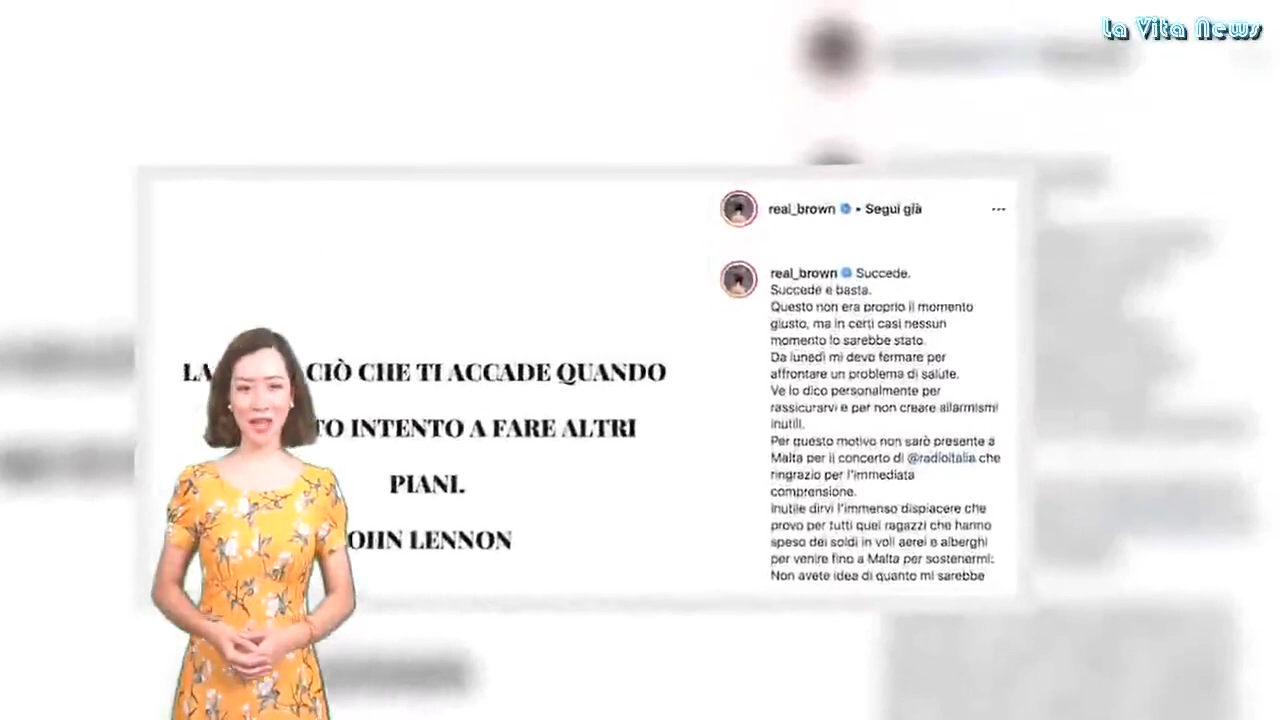 La Vita News
real_brown • Segui già
real_brown Succede.
Succede e basta.
Questo non era proprio il momento
giusto, ma in certi casi nessun
momento lo sarebbe stato.
Da lunedì mi devo fermare per
affrontare un problema di salute.
Ve lo dico personalmente per
rassicurarvi e per non creare allarmismi
inutili.
Per questo motivo non sarò presente a
Malta per il concerto di @radioitalia che
ringrazio per l'immediata
comprensione.
Inutile dirvi l'immenso dispiacere che
provo per tutti quei ragazzi che hanno
speso dei soldi in voli aerei e alberghi
per venire fino a Malta per sostenermi:
Non avete idea di quanto mi sarebbe
LA CIÒ CHE TI ACCADE QUANDO
TO INTENTO A FARE ALTRI
PIANI.
OHN LENNON